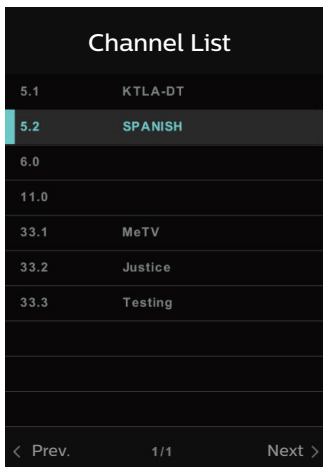 Channel List
5.1 KTLA-DT
5.2 SPANISH
6.0
11.0
33.1 MeTV
33.2 Justice
33.3 Testing
< Prev. 1/1 Next >